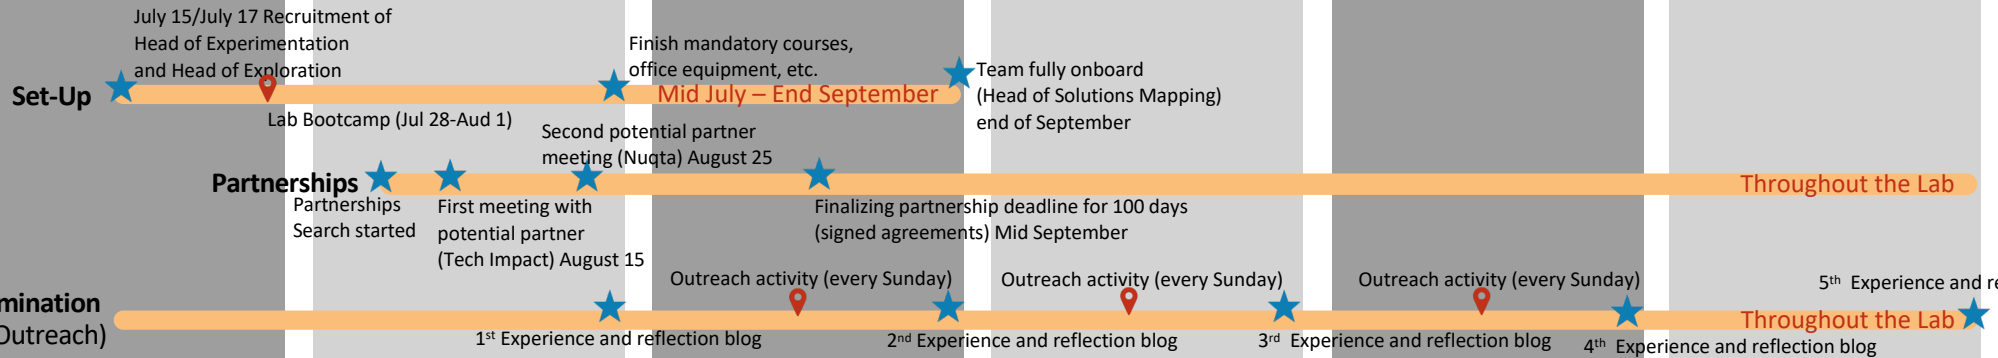 July 15/July 17 Recruitment of
Head of Experimentation
and Head of Exploration
Finish mandatory courses,
office equipment, etc.
Set-Up
Mid July – End September
Team fully onboard
(Head of Solutions Mapping)
end of September
Lab Bootcamp (Jul 28-Aud 1)
Second potential partner
meeting (Nuqta) August 25
Partnerships
Throughout the Lab
Partnerships
Search started
First meeting with
potential partner
(Tech Impact) August 15
Finalizing partnership deadline for 100 days
(signed agreements) Mid September
Outreach activity (every Sunday)
Outreach activity (every Sunday)
Outreach activity (every Sunday)
5th Experience and re
mination
Outreach)
Throughout the Lab
1st Experience and reflection blog
2nd Experience and reflection blog
3rd Experience and reflection blog
4th Experience and reflection blog